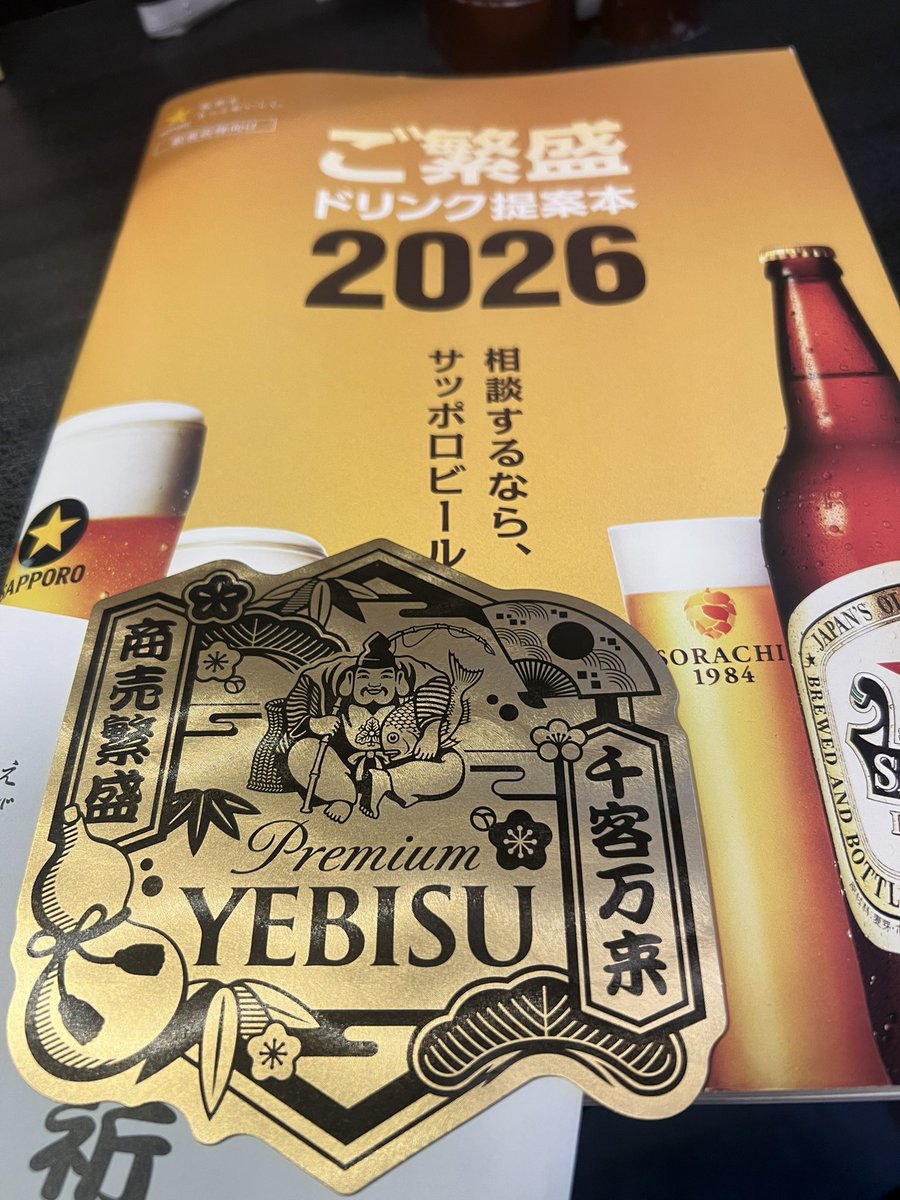 ご繁盛
ドリンク提案本
2026
相談するなら、
サッポロビール
SAPPORO
SORACHI
1984
JAPAN'S
BREWED AND BOTTL
商売繁盛
千客万来
Premium
YEBISU
祈